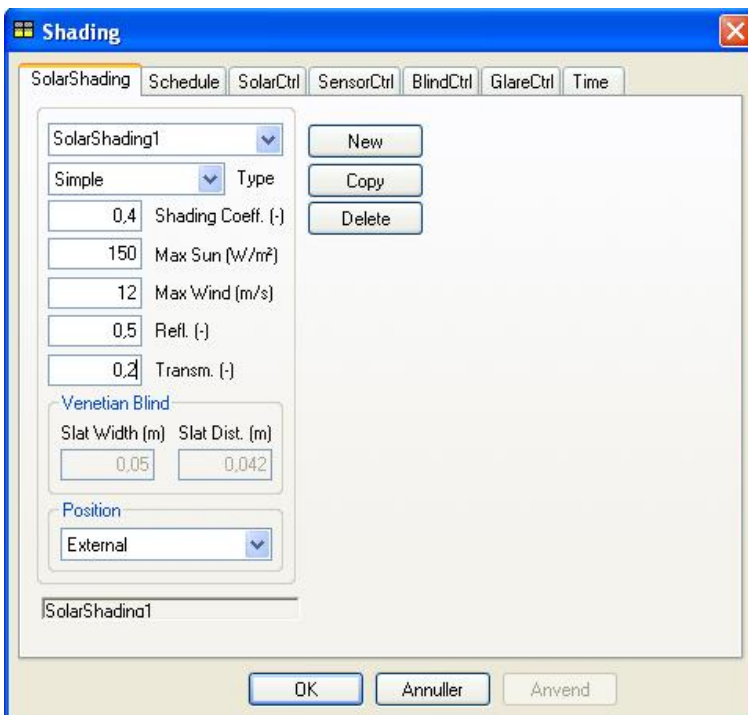 Shading
SolarShading Schedule SolarCtrl SensorCtrl BlindCtrl GlareCtrl Time
SolarShading1 New
Simple Type Copy
0,4 Shading Coeff. (-) Delete
150 Max Sun (W/m²)
12 Max Wind (m/s)
0,5 Refl. (-)
0,2 Transm. (-)
Venetian Blind
Slat Width (m) Slat Dist. (m)
0,05 0,042
Position
External
SolarShading1
OK Annuller Anvend